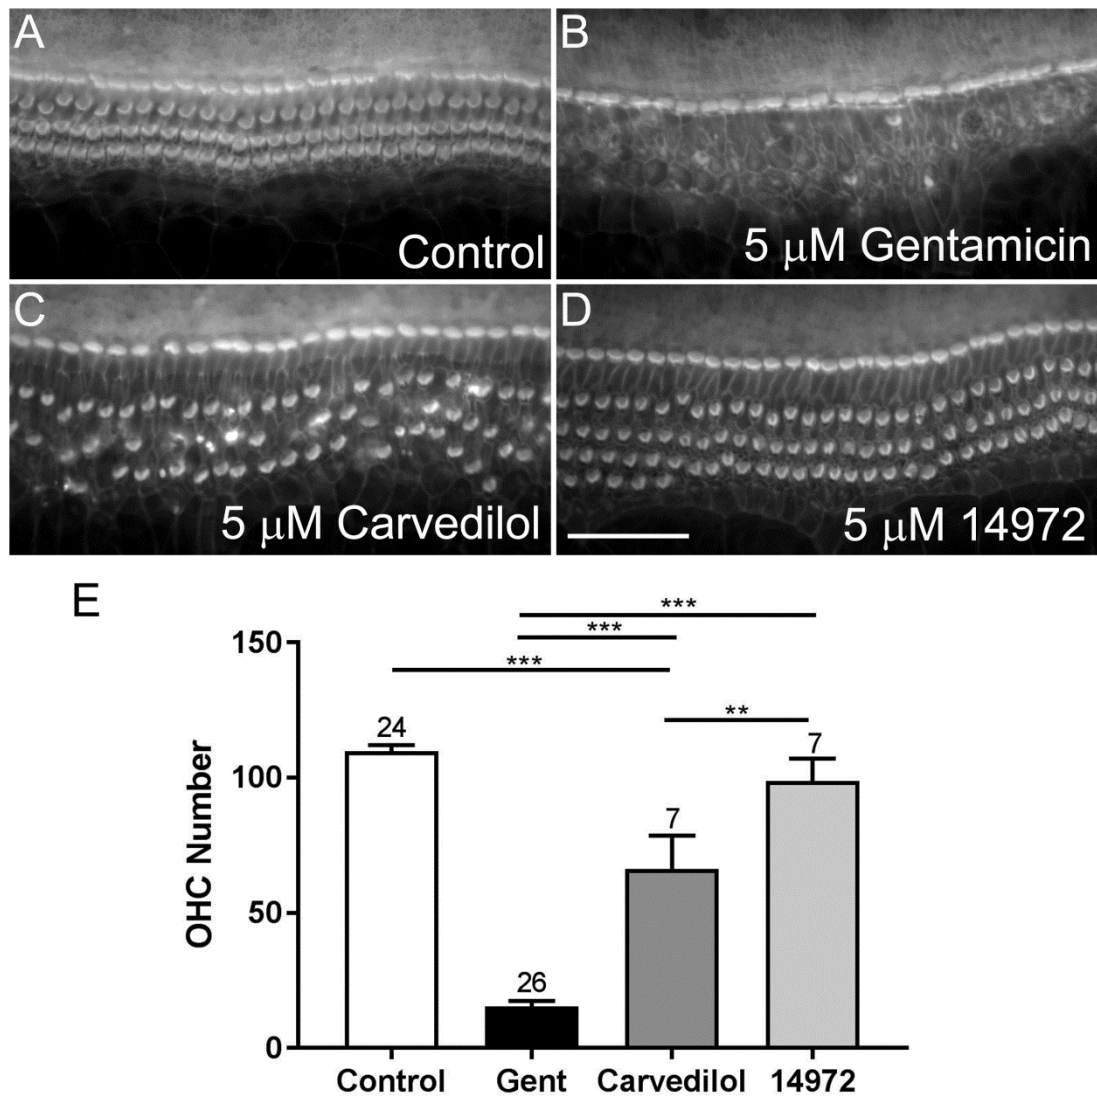 A
B
Control
5 μM Gentamicin
C
D
5 μM Carvedilol
5 μM 14972
E
***
***
***
**
150
100
50
0
OHC Number
24
26
7
7
Control
Gent
Carvedilol
14972